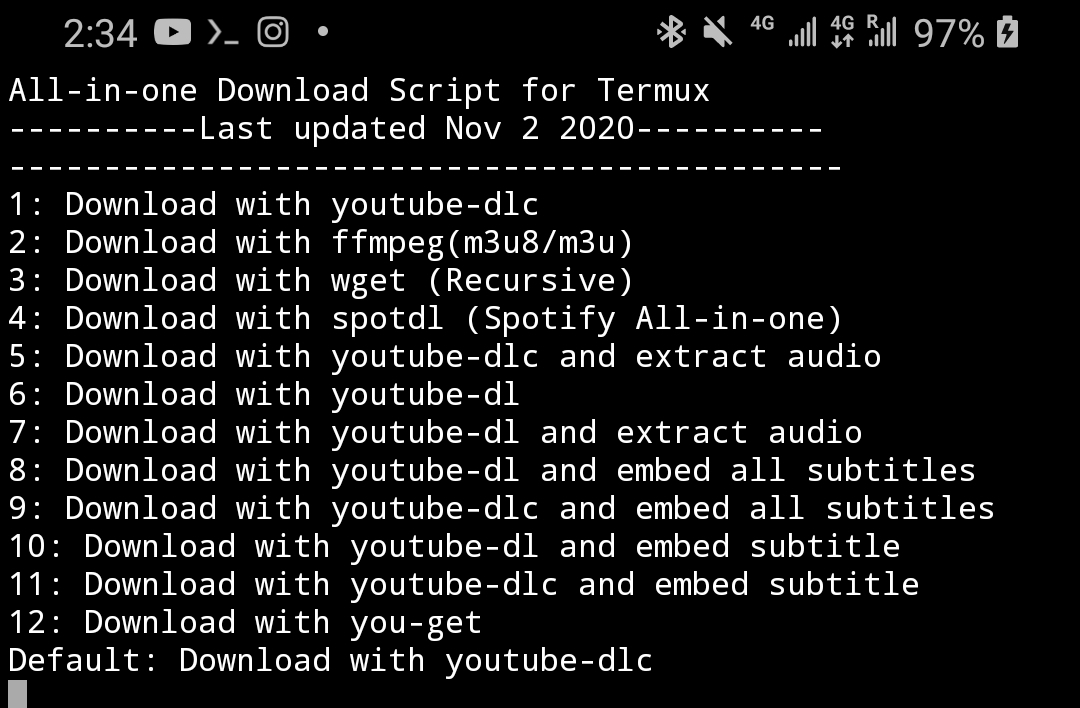 2:34 4G 4G R 97%
All-in-one Download Script for Termux
----------Last updated Nov 2 2020----------
--------------------------------------------
1: Download with youtube-dlc
2: Download with ffmpeg(m3u8/m3u)
3: Download with wget (Recursive)
4: Download with spotdl (Spotify All-in-one)
5: Download with youtube-dlc and extract audio
6: Download with youtube-dl
7: Download with youtube-dl and extract audio
8: Download with youtube-dl and embed all subtitles
9: Download with youtube-dlc and embed all subtitles
10: Download with youtube-dl and embed subtitle
11: Download with youtube-dlc and embed subtitle
12: Download with you-get
Default: Download with youtube-dlc